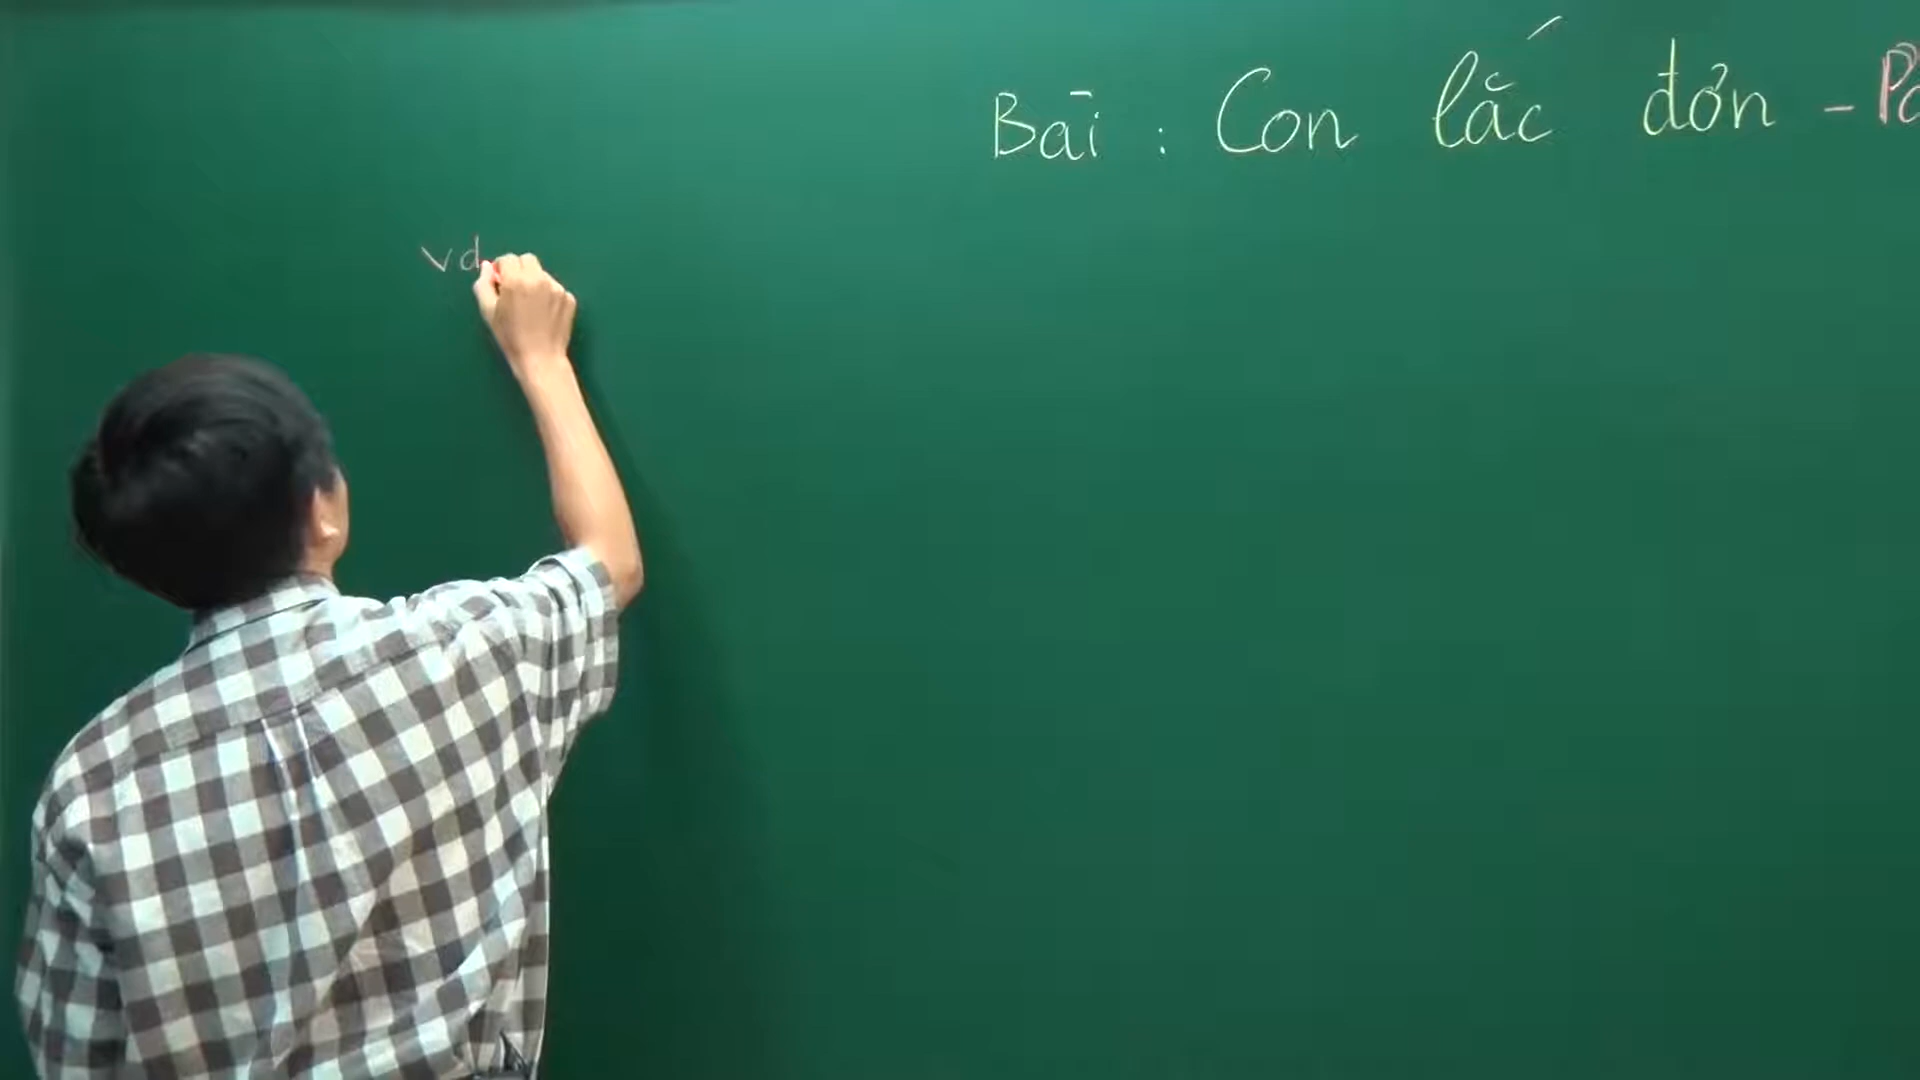 Bài : Con lắc đơn -
vd